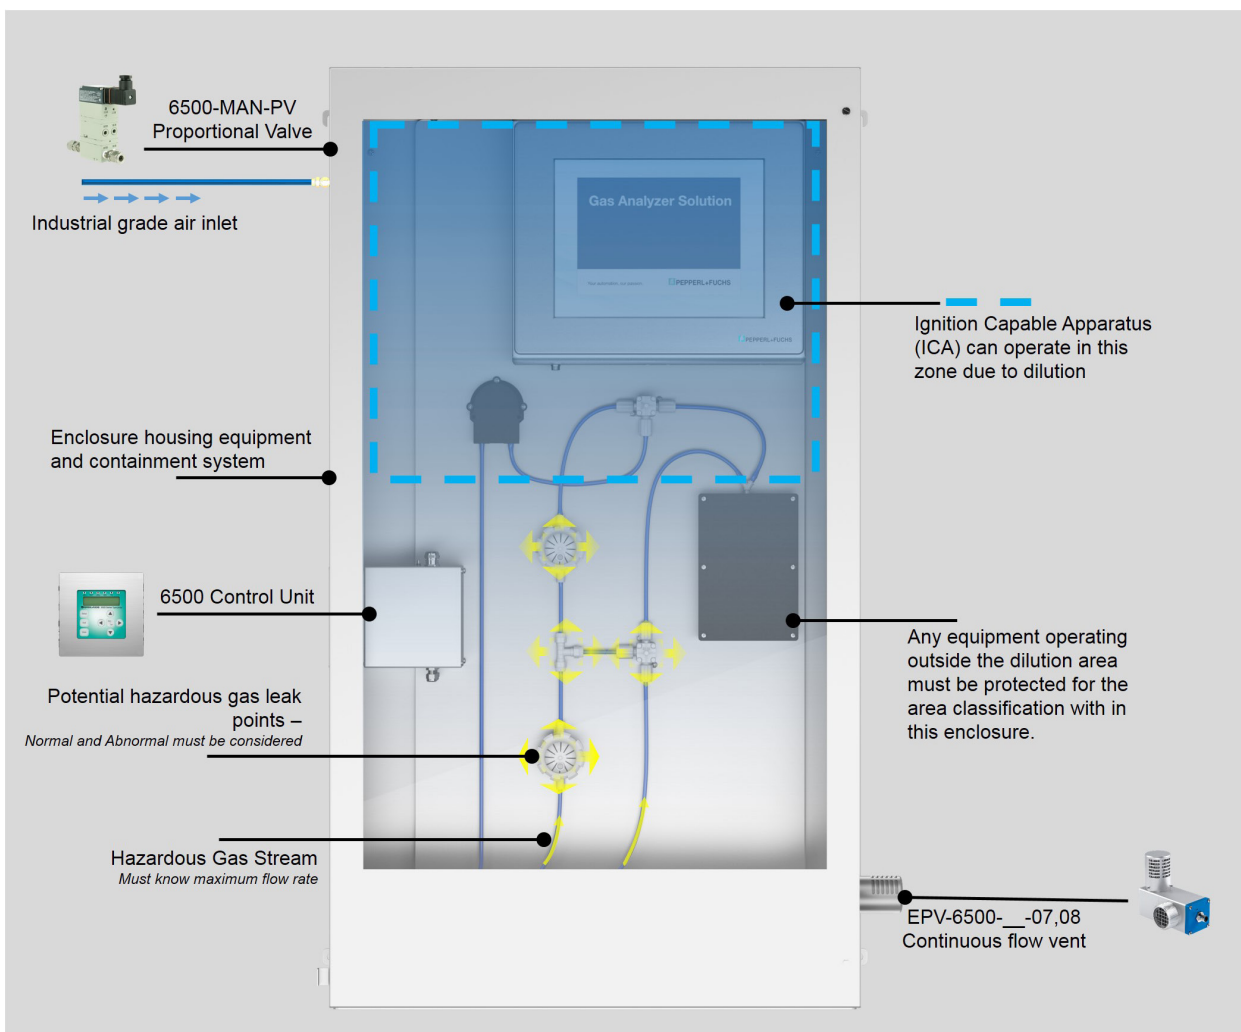 6500-MAN-PV
Proportional Valve
Industrial grade air inlet
Gas Analyzer Solution
PEPPERL+FUCHS
PEPPERL+FUCHS
Ignition Capable Apparatus
(ICA) can operate in this
zone due to dilution
Enclosure housing equipment
and containment system
6500 Control Unit
Any equipment operating
outside the dilution area
must be protected for the
area classification with in
this enclosure.
Potential hazardous gas leak
points –
Normal and Abnormal must be considered
Hazardous Gas Stream
Must know maximum flow rate
EPV-6500-__-07,08
Continuous flow vent